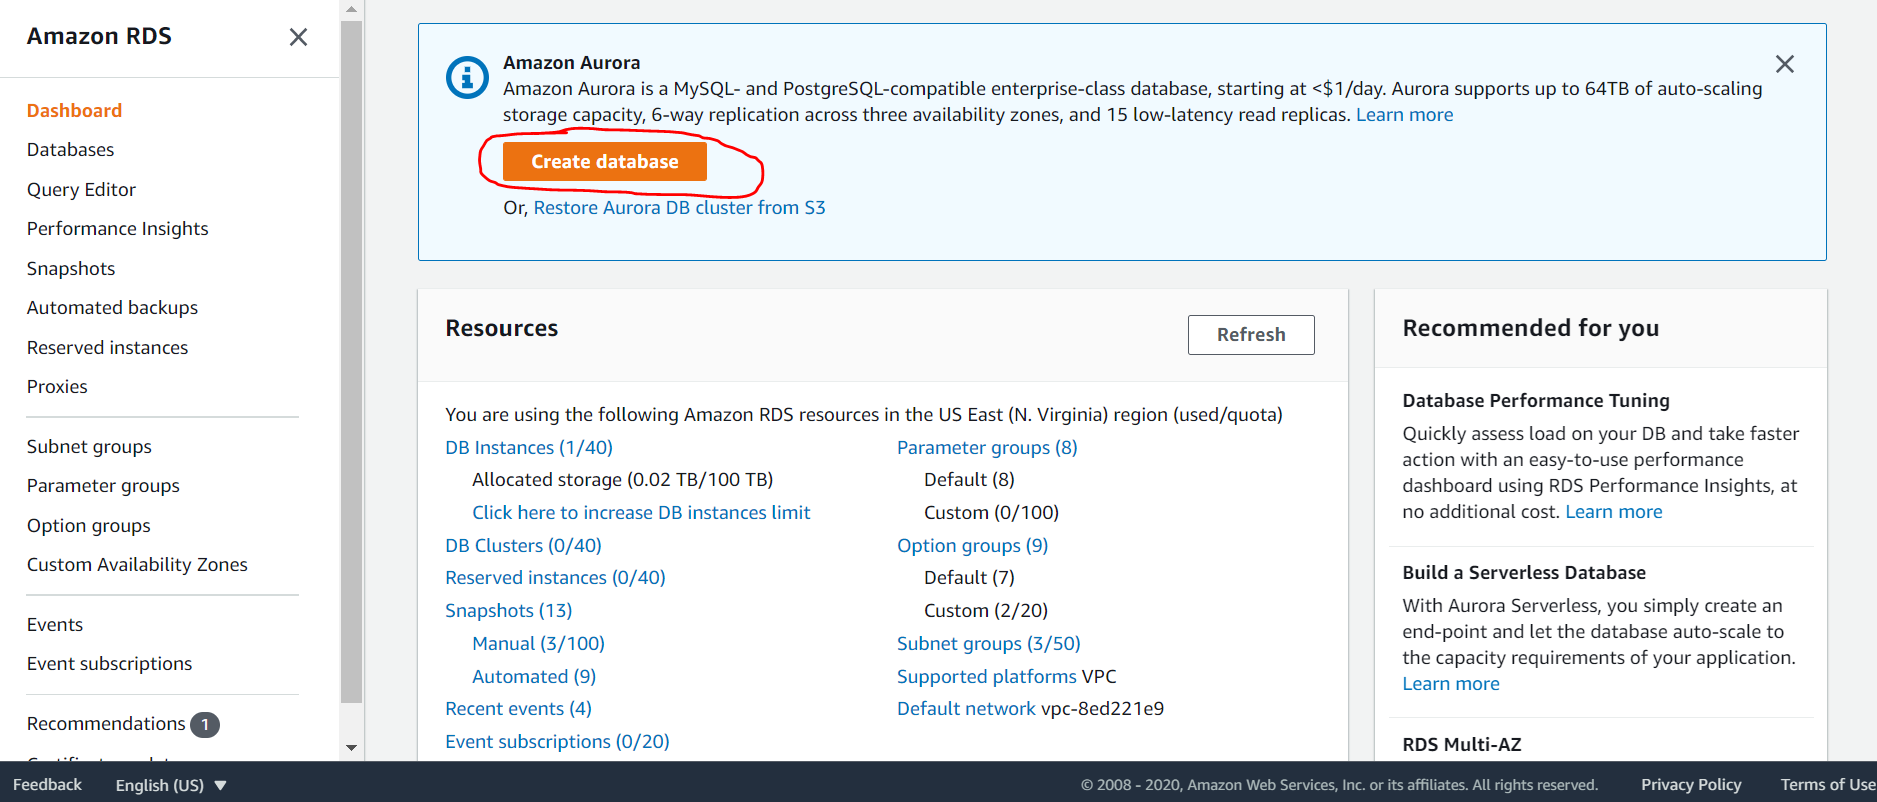 Amazon RDS
Dashboard
Databases
Query Editor
Performance Insights
Snapshots
Automated backups
Reserved instances
Proxies
Subnet groups
Parameter groups
Option groups
Custom Availability Zones
Events
Event subscriptions
Recommendations 1
Amazon Aurora
Amazon Aurora is a MySQL- and PostgreSQL-compatible enterprise-class database, starting at <$1/day. Aurora supports up to 64TB of auto-scaling
storage capacity, 6-way replication across three availability zones, and 15 low-latency read replicas. Learn more
Create database
Or, Restore Aurora DB cluster from S3
Resources
Refresh
You are using the following Amazon RDS resources in the US East (N. Virginia) region (used/quota)
DB Instances (1/40)
Allocated storage (0.02 TB/100 TB)
Click here to increase DB instances limit
DB Clusters (0/40)
Reserved instances (0/40)
Snapshots (13)
Manual (3/100)
Automated (9)
Recent events (4)
Event subscriptions (0/20)
Parameter groups (8)
Default (8)
Custom (0/100)
Option groups (9)
Default (7)
Custom (2/20)
Subnet groups (3/50)
Supported platforms VPC
Default network vpc-8ed221e9
Recommended for you
Database Performance Tuning
Quickly assess load on your DB and take faster
action with an easy-to-use performance
dashboard using RDS Performance Insights, at
no additional cost. Learn more
Build a Serverless Database
With Aurora Serverless, you simply create an
end-point and let the database auto-scale to
the capacity requirements of your application.
Learn more
RDS Multi-AZ
Feedback
English (US)
© 2008 - 2020, Amazon Web Services, Inc. or its affiliates. All rights reserved.
Privacy Policy
Terms of Use